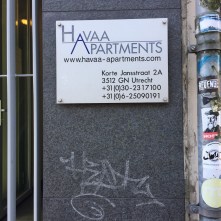 HAVAA
APARTMENTS
www.havaa-apartments.com
Korte Jansstraat 2A
3512 GN Utrecht
+31(0)30-2317100
+31(0)6-25090191